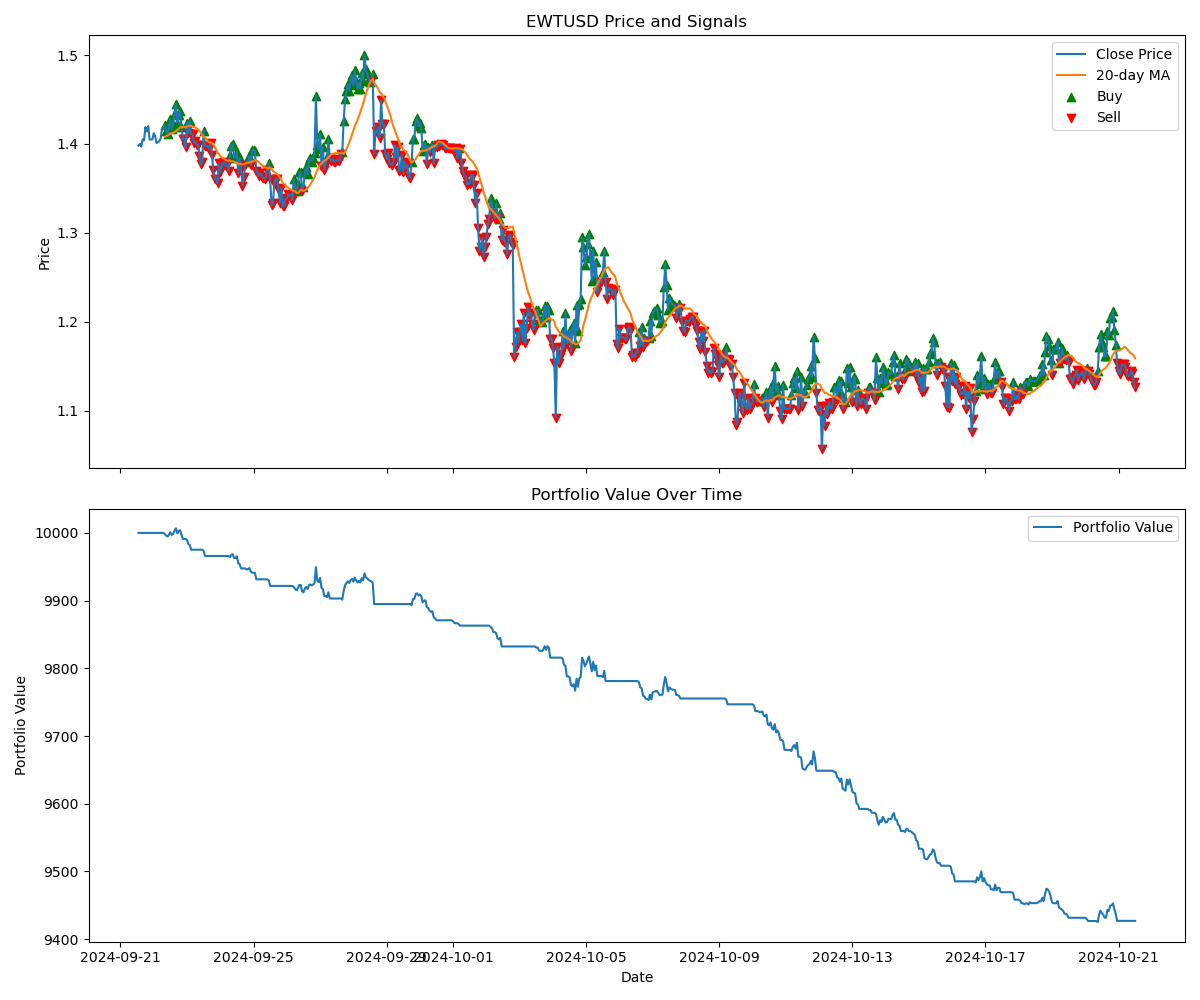 EWTUSD Price and Signals
Price
1.5
1.4
1.3
1.2
1.1
Close Price
20-day MA
Buy
Sell
Portfolio Value Over Time
Portfolio Value
10000
9900
9800
9700
9600
9500
9400
Portfolio Value
2024-09-21
2024-09-25
2024-09-29
2024-10-01
2024-10-05
2024-10-09
2024-10-13
2024-10-17
2024-10-21
Date